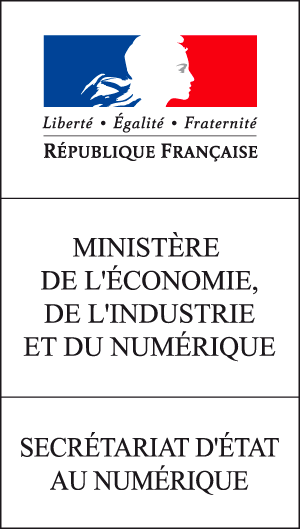 Liberté • Égalité • Fraternité
RÉPUBLIQUE FRANÇAISE
MINISTÈRE
DE L'ÉCONOMIE,
DE L'INDUSTRIE
ET DU NUMÉRIQUE
SECRÉTARIAT D'ÉTAT
AU NUMÉRIQUE